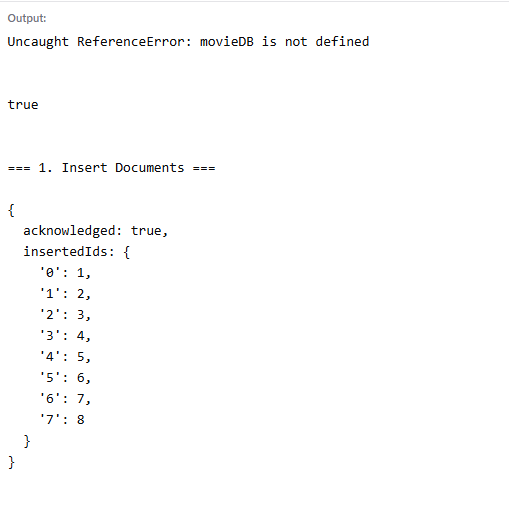 Output:
Uncaught ReferenceError: movieDB is not defined
true
=== 1. Insert Documents ===
{
  acknowledged: true,
  insertedIds: {
    '0': 1,
    '1': 2,
    '2': 3,
    '3': 4,
    '4': 5,
    '5': 6,
    '6': 7,
    '7': 8
  }
}